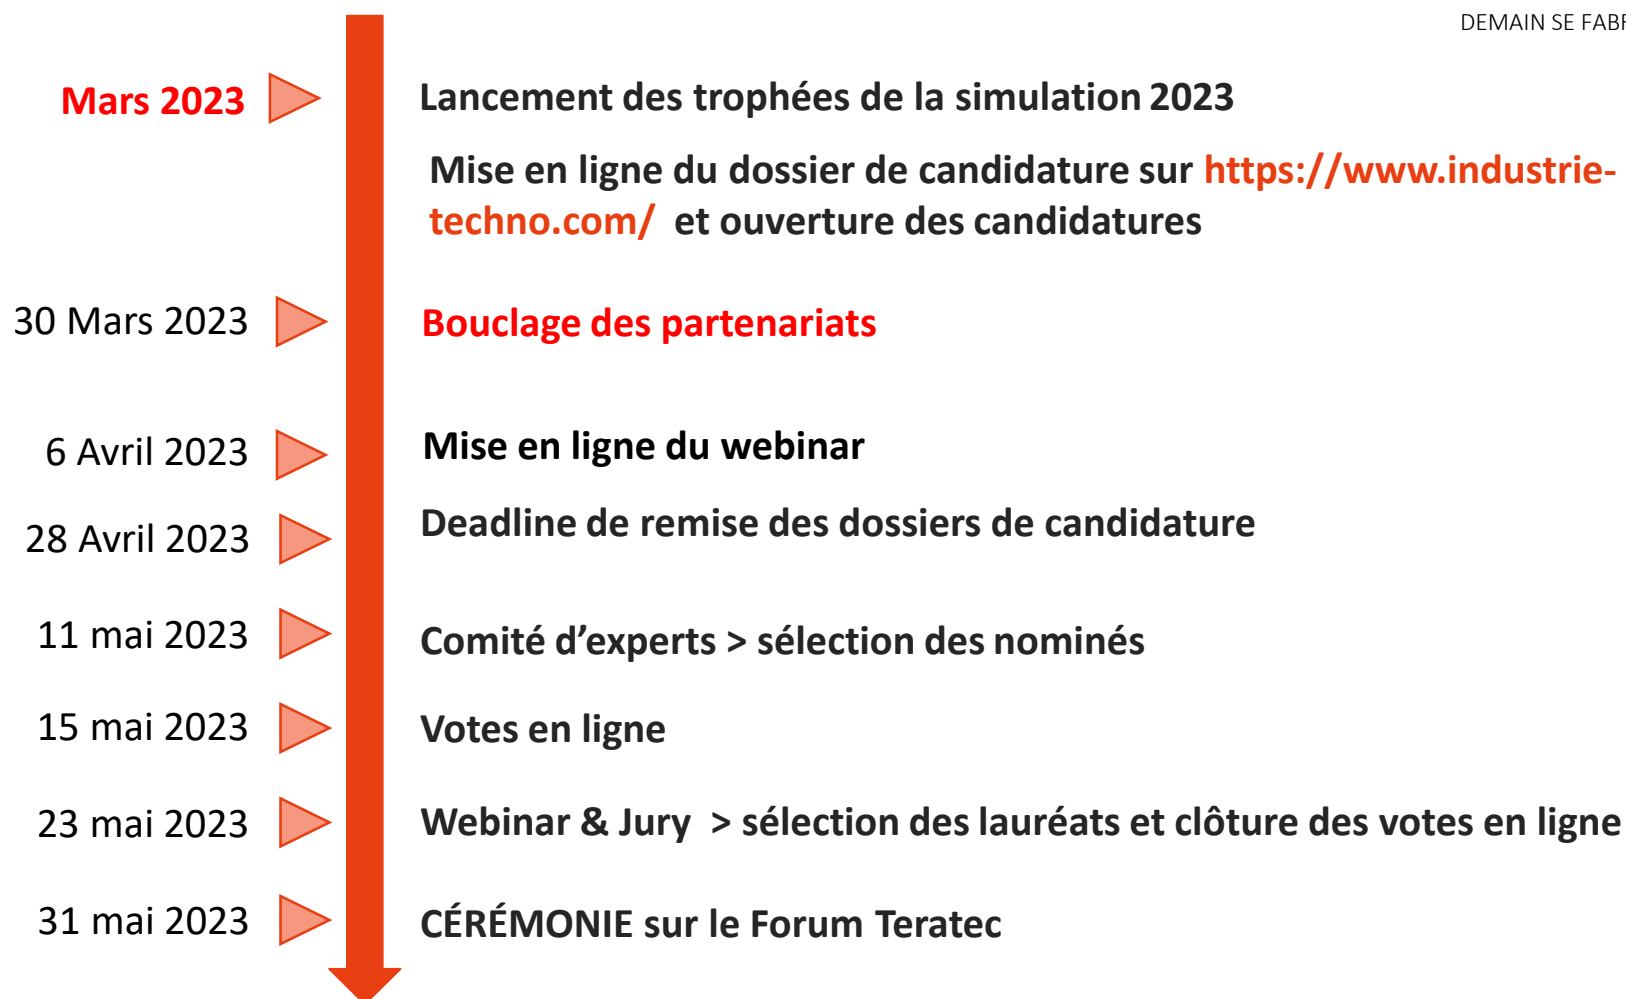 DEMAIN SE
Mars 2023
Lancement des trophées de la simulation 2023
Mise en ligne du dossier de candidature sur https://www.industrie-
techno.com/ et ouverture des candidatures
30 Mars 2023
Bouclage des partenariats
6 Avril 2023
Mise en ligne du webinar
28 Avril 2023
Deadline de remise des dossiers de candidature
11 mai 2023
Comité d’experts > sélection des nominés
15 mai 2023
Votes en ligne
23 mai 2023
Webinar & Jury > sélection des lauréats et clôture des votes en ligne
31 mai 2023
CÉRÉMONIE sur le Forum Teratec